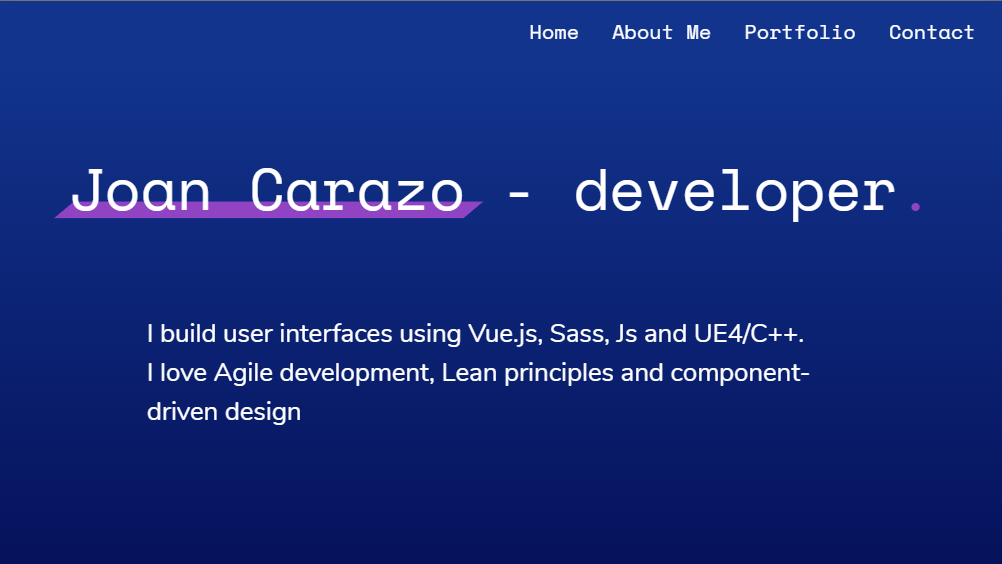 Home About Me Portfolio Contact
Joan Carazo - developer.
I build user interfaces using Vue.js, Sass, Js and UE4/C++.
I love Agile development, Lean principles and component-
driven design